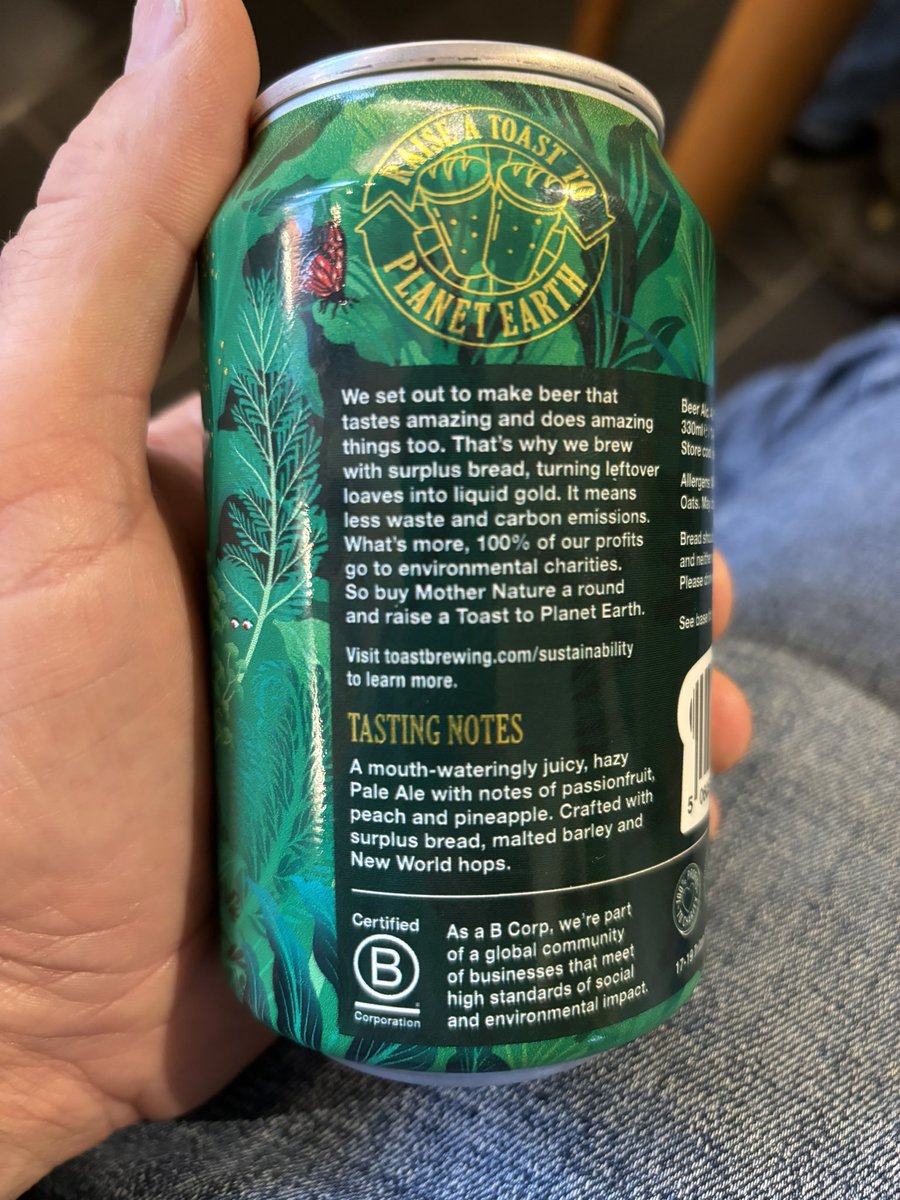 RAISE A TOAST TO
PLANET EARTH
We set out to make beer that
tastes amazing and does amazing
things too. That's why we brew
with surplus bread, turning leftover
loaves into liquid gold. It means
less waste and carbon emissions.
What's more, 100% of our profits
go to environmental charities.
So buy Mother Nature a round
and raise a Toast to Planet Earth.
Visit toastbrewing.com/sustainability
to learn more.
TASTING NOTES
A mouth-wateringly juicy, hazy
Pale Ale with notes of passionfruit,
peach and pineapple. Crafted with
surplus bread, malted barley and
New World hops.
Certified
B
Corporation
As a B Corp, we're part
of a global community
of businesses that meet
high standards of social
and environmental impact.
Beer Alc.
330ml
Store
Allergens
Oats.
Bread
and neither
Please
See base
5